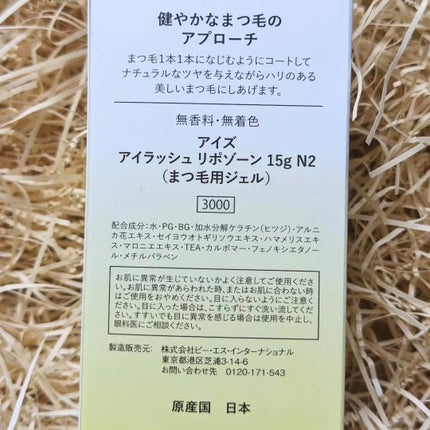 健やかなまつ毛の
アプローチ
まつ毛1本1本になじむようにコートして
ナチュラルなツヤを与えながらハリのある
美しいまつ毛にしあげます。
無香料・無着色
アイズ
アイラッシュ リポゾーン 15g N2
(まつ毛用ジェル)
3000
配合成分:水・PG・BG・加水分解ケラチン(ヒツジ)・アルニ
カ花エキス・セイヨウオトギリソウエキス・ハマメリスエキ
ス・マロニエエキス・TEA・カルボマー・フェノキシエタノー
ル・メチルパラベン
お肌に異常が生じていないかよく注意してご使用ください。
お肌に異常があらわれた時、またはお肌に合わない時
はご使用をおやめください。目に入らないようにご使用くだ
さい。目に入った場合は、こすらずにすぐ洗い流してくだ
さい。すすいでも目に異常を感じる場合は使用を中止し、
眼科医にご相談ください。
製造販売元: 株式会社ピー・エス・インターナショナル
東京都港区芝浦3-14-6
お問い合わせ先 0120-171-543
原産国 日本